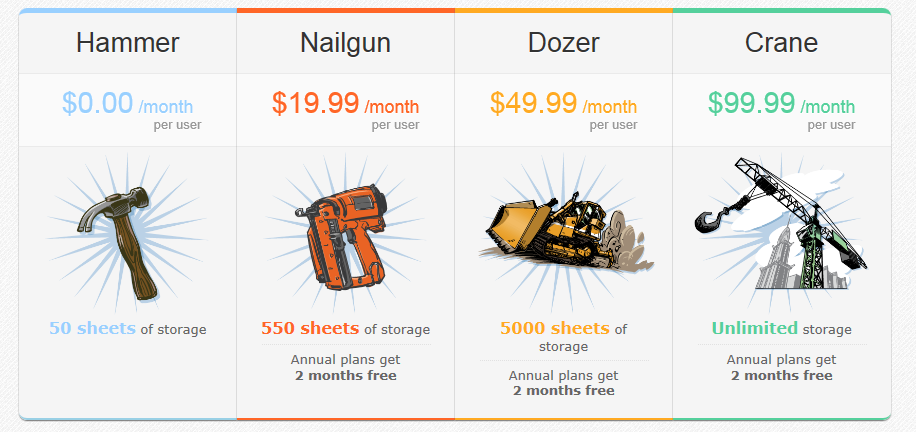 Hammer
$0.00 /month
per user
50 sheets of storage
Nailgun
$19.99 /month
per user
550 sheets of storage
Annual plans get
2 months free
Dozer
$49.99 /month
per user
5000 sheets of
storage
Annual plans get
2 months free
Crane
$99.99 /month
per user
Unlimited storage
Annual plans get
2 months free